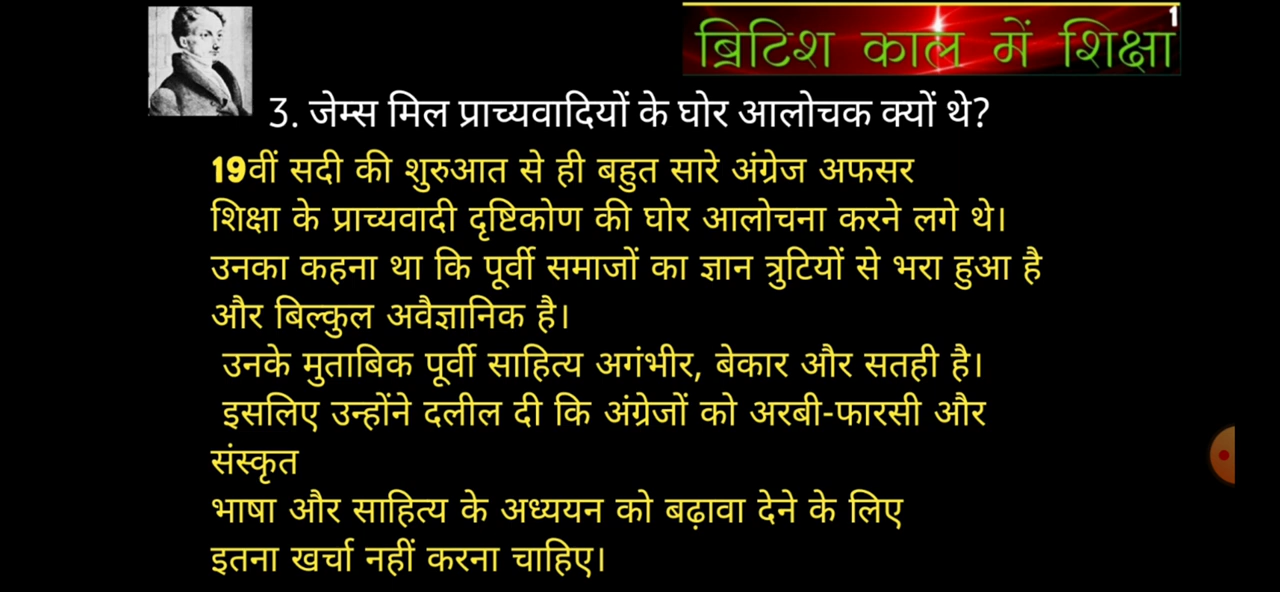 1
ब्रिटिश काल में शिक्षा
3. जेम्स मिल प्राच्यवादियों के घोर आलोचक क्यों थे?
19वीं सदी की शुरुआत से ही बहुत सारे अंग्रेज अफसर
शिक्षा के प्राच्यवादी दृष्टिकोण की घोर आलोचना करने लगे थे।
उनका कहना था कि पूर्वी समाजों का ज्ञान त्रुटियों से भरा हुआ है
और बिल्कुल अवैज्ञानिक है।
उनके मुताबिक पूर्वी साहित्य अगंभीर, बेकार और सतही है।
इसलिए उन्होंने दलील दी कि अंग्रेजों को अरबी-फारसी और
संस्कृत
भाषा और साहित्य के अध्ययन को बढ़ावा देने के लिए
इतना खर्चा नहीं करना चाहिए।